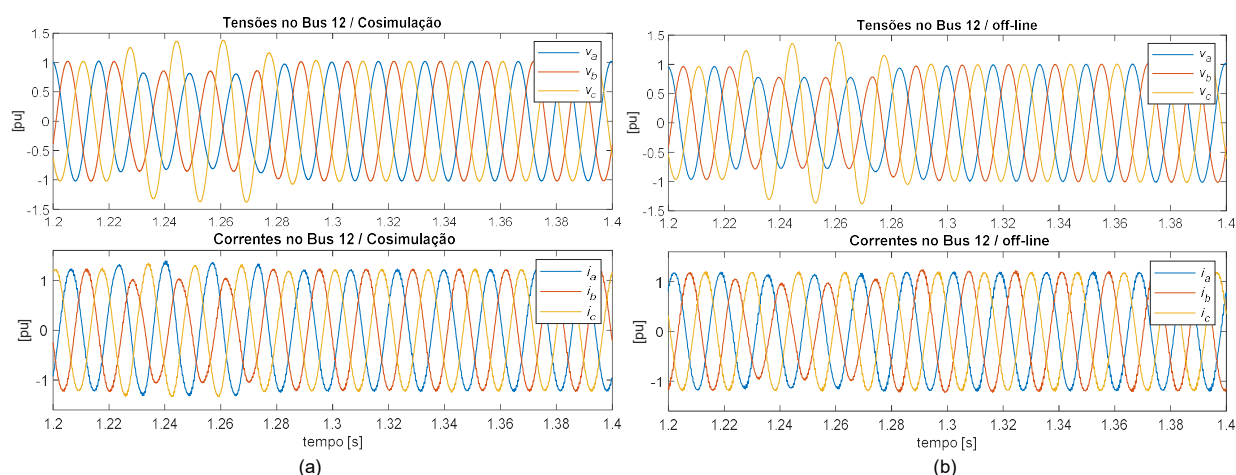 Tensões no Bus 12 / Cosimulação
1.5
1
0.5
0
-0.5
-1
-1.5
[pu]
v_a
v_b
v_c
1.2 1.22 1.24 1.26 1.28 1.3 1.32 1.34 1.36 1.38 1.4
Correntes no Bus 12 / Cosimulação
1
0
-1
[pu]
i_a
i_b
i_c
1.2 1.22 1.24 1.26 1.28 1.3 1.32 1.34 1.36 1.38 1.4
tempo [s]
(a)
Tensões no Bus 12 / off-line
1.5
1
0.5
0
-0.5
-1
-1.5
[pu]
v_a
v_b
v_c
1.2 1.22 1.24 1.26 1.28 1.3 1.32 1.34 1.36 1.38 1.4
Correntes no Bus 12 / off-line
1
0
-1
[pu]
i_a
i_b
i_c
1.2 1.22 1.24 1.26 1.28 1.3 1.32 1.34 1.36 1.38 1.4
tempo [s]
(b)